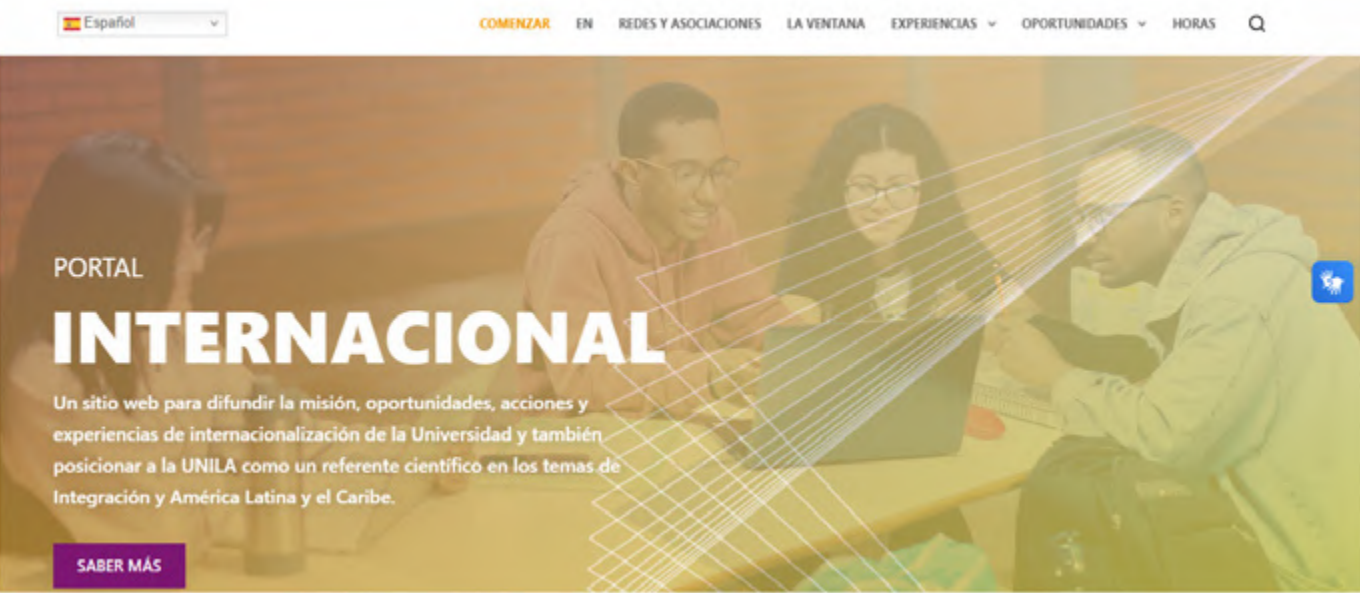 Español
COMENZAR EN REDES Y ASOCIACIONES LA VENTANA EXPERIENCIAS OPORTUNIDADES HORAS
PORTAL
INTERNACIONAL
Un sitio web para difundir la misión, oportunidades, acciones y
experiencias de internacionalización de la Universidad y también
posicionar a la UNILA como un referente científico en los temas de
Integración y América Latina y el Caribe.
SABER MÁS